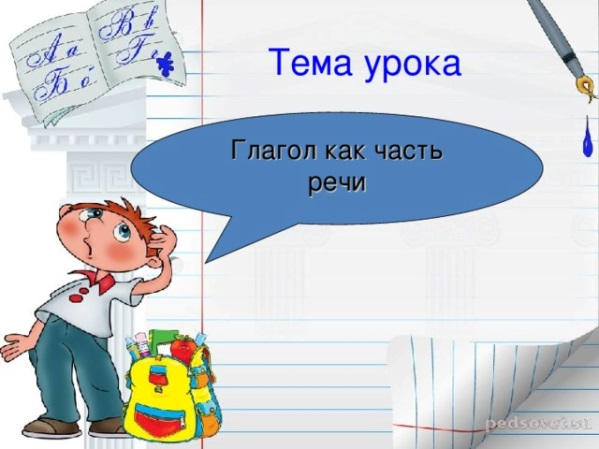 А а
Б б
В в
Г г
Тема урока
Глагол как часть
речи
pedsovet.su